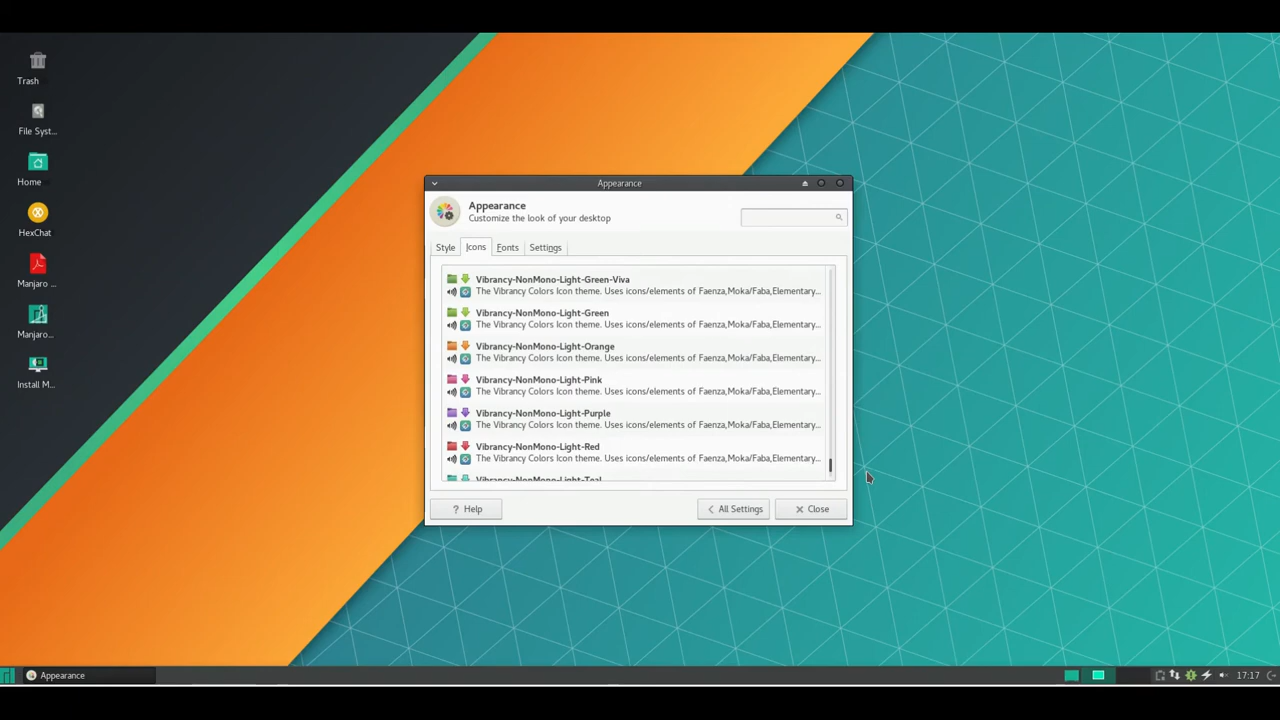 Trash
File Syst...
Home
HexChat
Manjaro ...
Manjaro...
Install M...
Appearance
Appearance
Customize the look of your desktop
Style Icons Fonts Settings
Vibrancy-NonMono-Light-Green-Viva
The Vibrancy Colors Icon theme. Uses icons/elements of Faenza,Moka/Faba,Elementary...
Vibrancy-NonMono-Light-Green
The Vibrancy Colors Icon theme. Uses icons/elements of Faenza,Moka/Faba,Elementary...
Vibrancy-NonMono-Light-Orange
The Vibrancy Colors Icon theme. Uses icons/elements of Faenza,Moka/Faba,Elementary...
Vibrancy-NonMono-Light-Pink
The Vibrancy Colors Icon theme. Uses icons/elements of Faenza,Moka/Faba,Elementary...
Vibrancy-NonMono-Light-Purple
The Vibrancy Colors Icon theme. Uses icons/elements of Faenza,Moka/Faba,Elementary...
Vibrancy-NonMono-Light-Red
The Vibrancy Colors Icon theme. Uses icons/elements of Faenza,Moka/Faba,Elementary...
Vibrancy-NonMono-Light-Teal
Help All Settings Close
Appearance 17:17